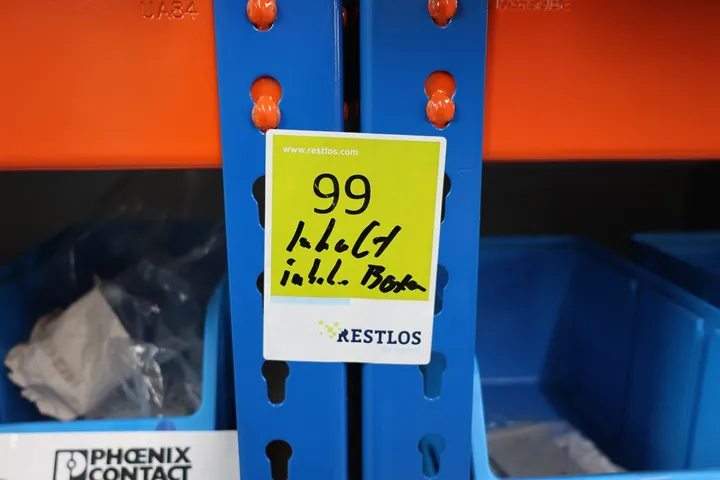 UA84
www.restlos.com
99
Inhalt
inkl. Boxen
RESTLOS
PHOENIX
CONTACT